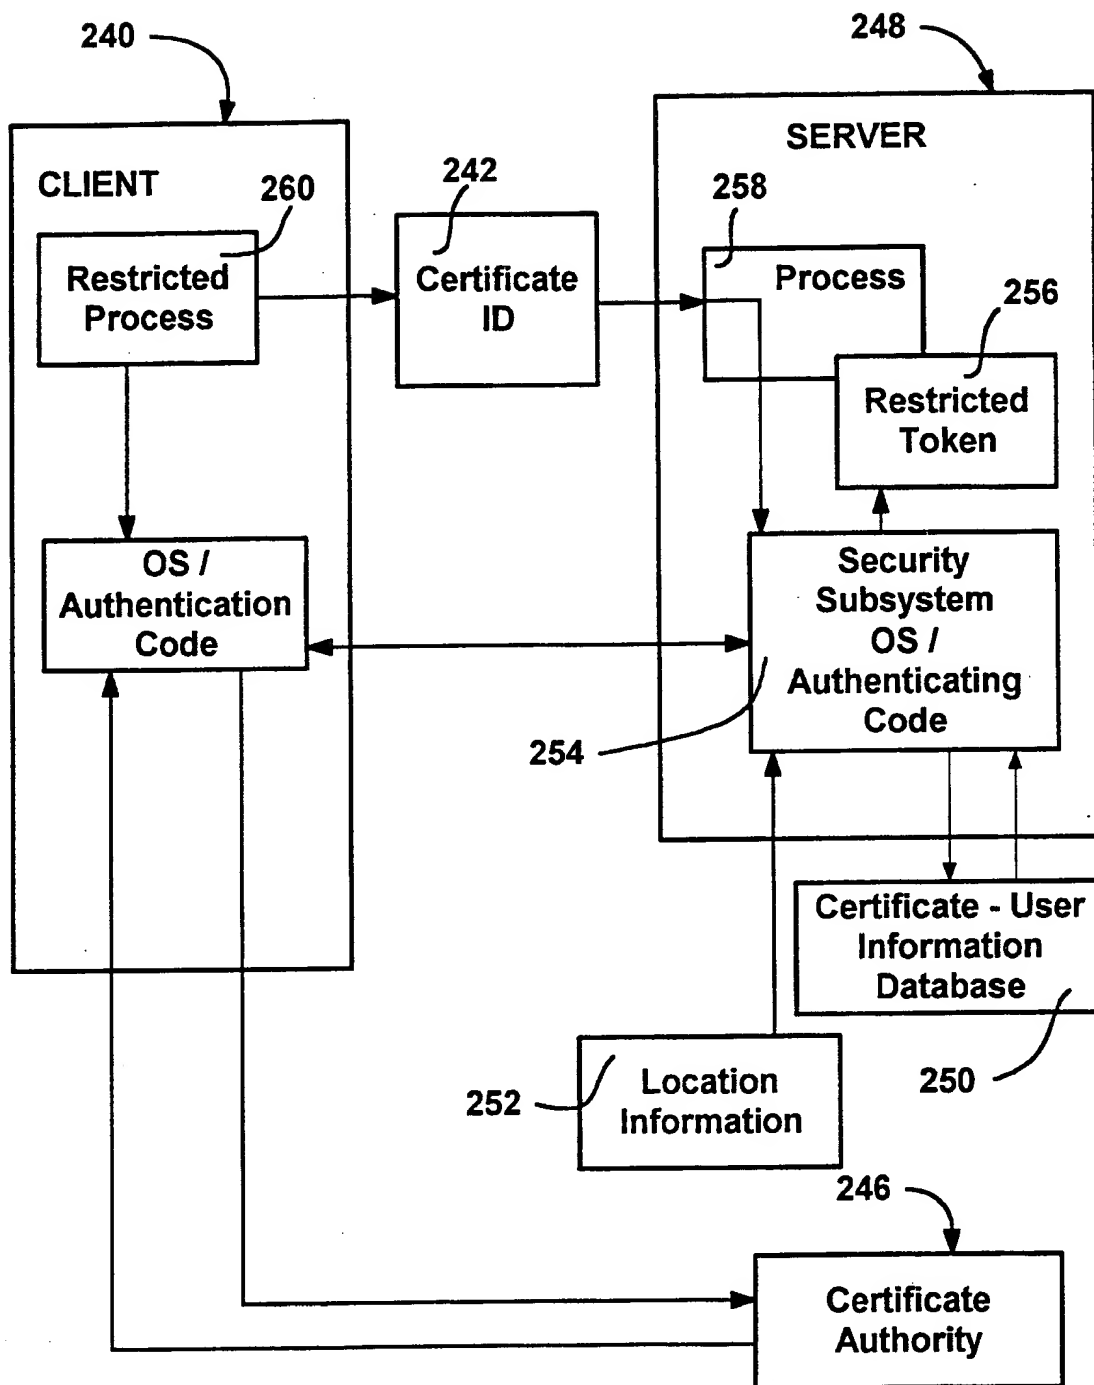 240
248
CLIENT
260
Restricted
Process
242
Certificate
ID
SERVER
258
Process
256
Restricted
Token
OS /
Authentication
Code
Security
Subsystem
OS /
Authenticating
Code
254
Certificate - User
Information
Database
250
252
Location
Information
246
Certificate
Authority